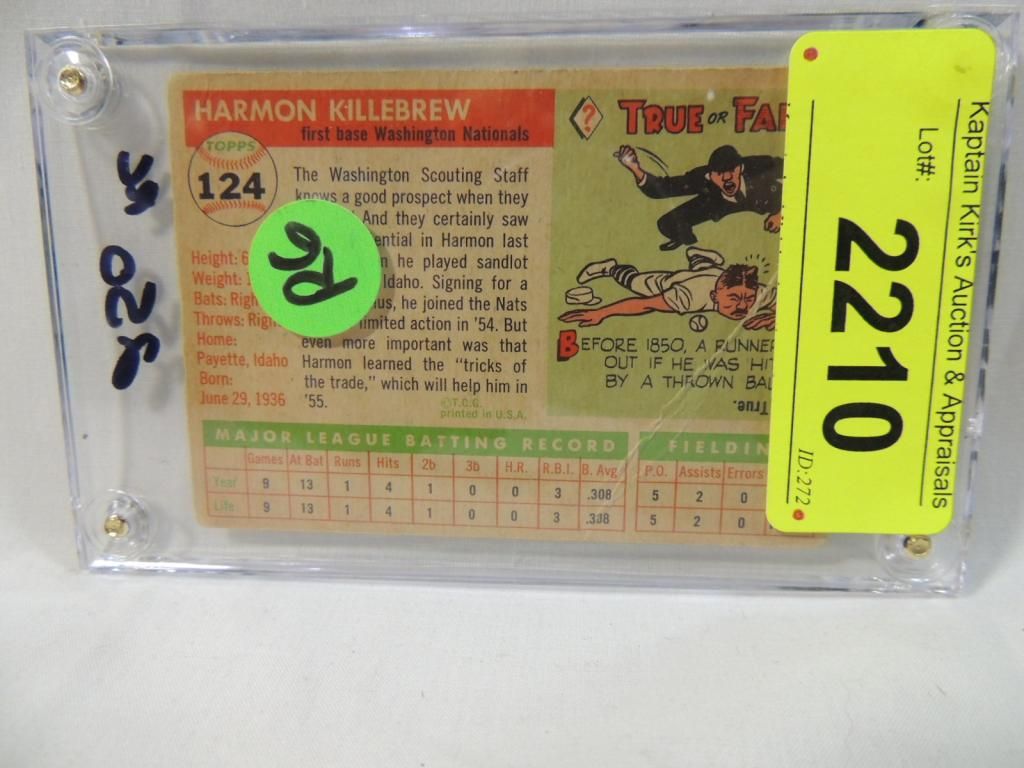 HARMON KILLEBREW
first base Washington Nationals
TOPPS
124
The Washington Scouting Staff
knows a good prospect when they
And they certainly saw
in Harmon last
he played sandlot
Idaho. Signing for a
he joined the Nats
limited action in '54. But
even more important was that
Harmon learned the "tricks of
the trade," which will help him in
'55.
©T.C.G.
printed in U.S.A.
Height: 6
Weight: 1
Bats:
Throws:
Home:
Payette, Idaho
Born:
June 29, 1936
TRUE OR FA
?
BEFORE 1850, A RUNNE
OUT IF HE WAS HI
BY A THROWN BA
True.
MAJOR LEAGUE BATTING RECORD
Games At Bat Runs Hits 2b 3b H.R. R.B.I. B. Avg
Year 9 13 1 4 1 0 0 3 .308
Life 9 13 1 4 1 0 0 3 .308
FIELDIN
P.O. Assists Errors
5 2 0
5 2 0
RC
Kaptain Kirk's Auction & Appraisals
Lot#:
2210
ID:272